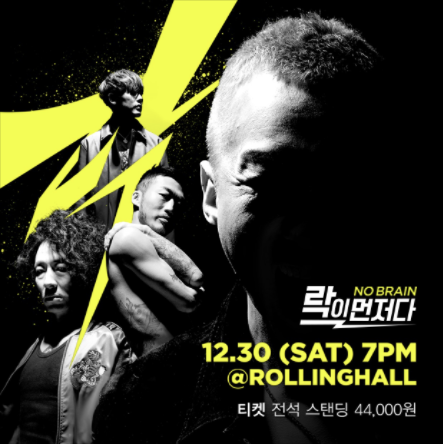 NO BRAIN
락이먼저다
12.30 (SAT) 7PM
@ROLLINGHALL
티켓 전석 스탠딩 44,000원